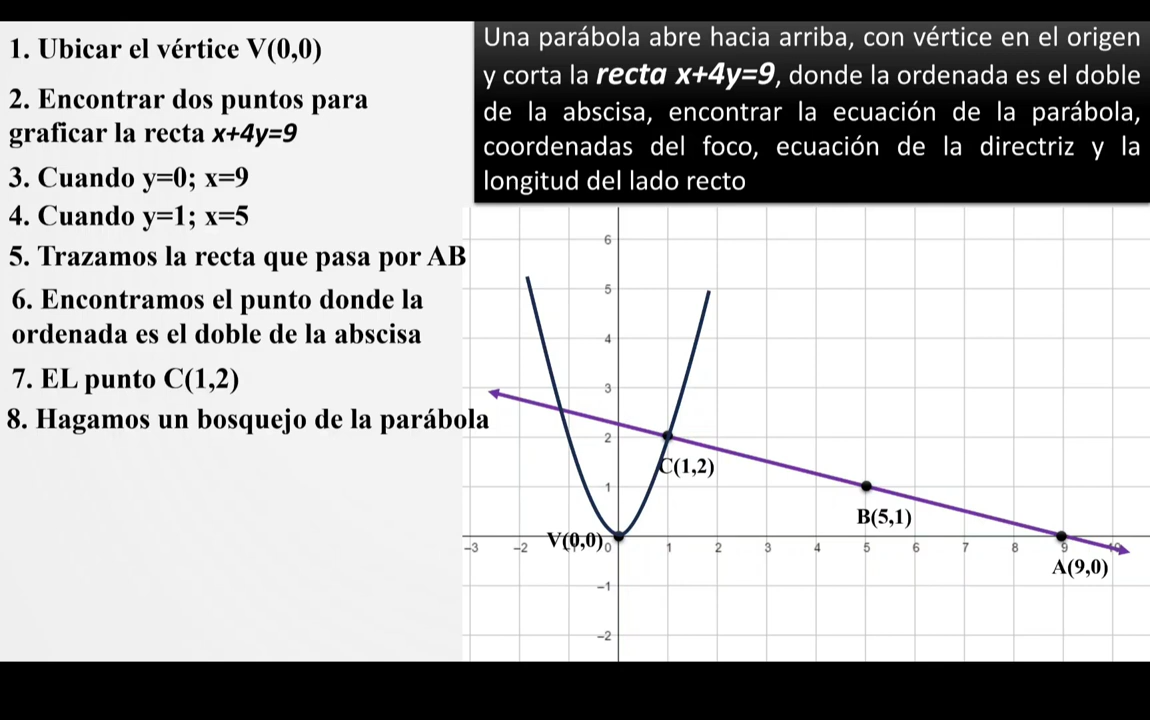 1. Ubicar el vértice V(0,0)
2. Encontrar dos puntos para
graficar la recta x+4y=9
3. Cuando y=0; x=9
4. Cuando y=1; x=5
5. Trazamos la recta que pasa por AB
6. Encontramos el punto donde la
ordenada es el doble de la abscisa
7. EL punto C(1,2)
8. Hagamos un bosquejo de la parábola
Una parábola abre hacia arriba, con vértice en el origen
y corta la recta x+4y=9, donde la ordenada es el doble
de la abscisa, encontrar la ecuación de la parábola,
coordenadas del foco, ecuación de la directriz y la
longitud del lado recto
6
5
4
3
2
C(1,2)
1
B(5,1)
V(0,0)
−3 −2 0 1 2 3 4 5 6 7 8 9 10
A(9,0)
−1
−2